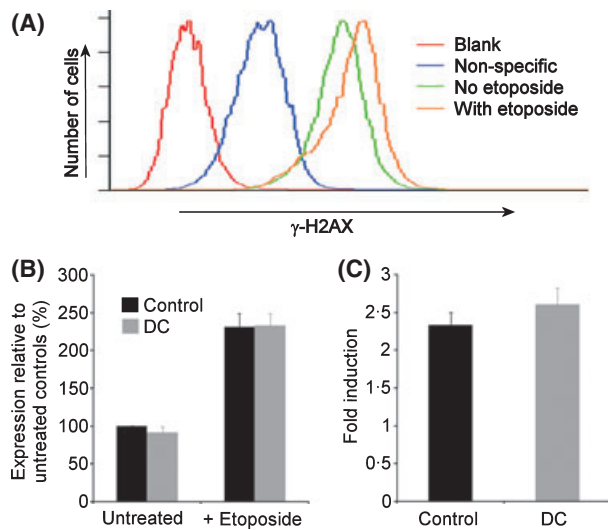 (A)
Number of cells
Blank
Non-specific
No etoposide
With etoposide
γ-H2AX
(B)
Expression relative to
untreated controls (%)
300
250
200
150
100
50
0
Control
DC
Untreated
+ Etoposide
(C)
Fold induction
3
2·5
2
1·5
1
0·5
0
Control
DC